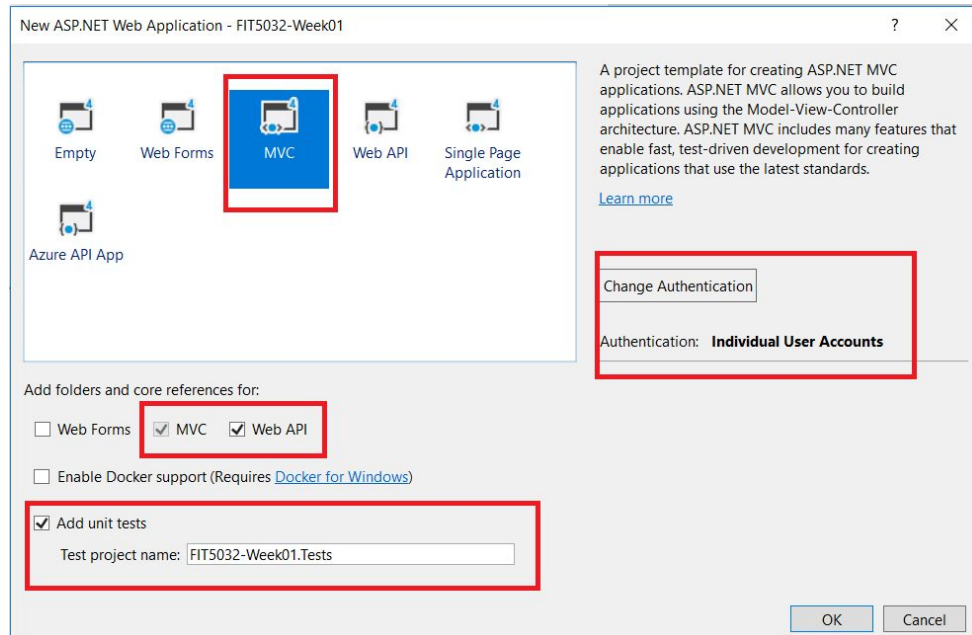 New ASP.NET Web Application - FIT5032-Week01
? ×
Empty
Web Forms
MVC
Web API
Single Page
Application
Azure API App
A project template for creating ASP.NET MVC
applications. ASP.NET MVC allows you to build
applications using the Model-View-Controller
architecture. ASP.NET MVC includes many features that
enable fast, test-driven development for creating
applications that use the latest standards.
Learn more
Change Authentication
Authentication: Individual User Accounts
Add folders and core references for:
Web Forms MVC Web API
Enable Docker support (Requires Docker for Windows)
Add unit tests
Test project name: FIT5032-Week01.Tests
OK Cancel